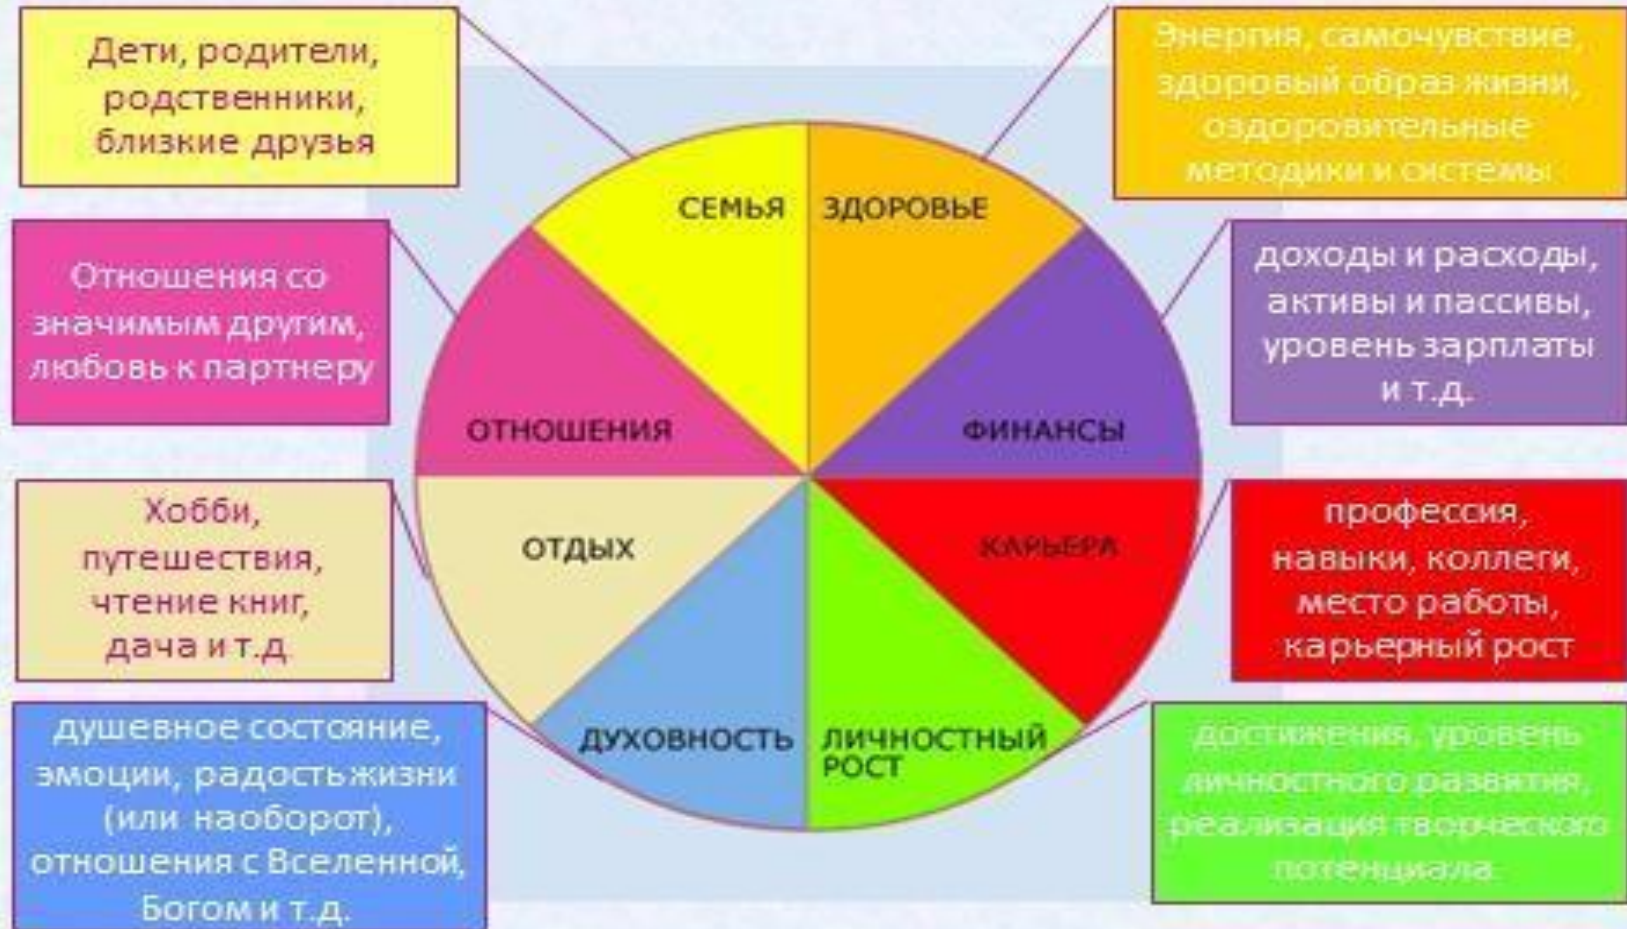 Дети, родители,
родственники,
близкие друзья
Энергия, самочувствие,
здоровый образ жизни,
оздоровительные
методики и системы
СЕМЬЯ
ЗДОРОВЬЕ
Отношения со
значимым другим,
любовь к партнеру
доходы и расходы,
активы и пассивы,
уровень зарплаты
и т.д.
ОТНОШЕНИЯ
ФИНАНСЫ
Хобби,
путешествия,
чтение книг,
дача и т.д
ОТДЫХ
КАРЬЕРА
профессия,
навыки, коллеги,
место работы,
карьерный рост
душевное состояние,
эмоции, радость жизни
(или наоборот),
отношения с Вселенной,
Богом и т.д.
ДУХОВНОСТЬ
ЛИЧНОСТНЫЙ
РОСТ
достижения, уровень
личностного развития,
реализация творческого
потенциала